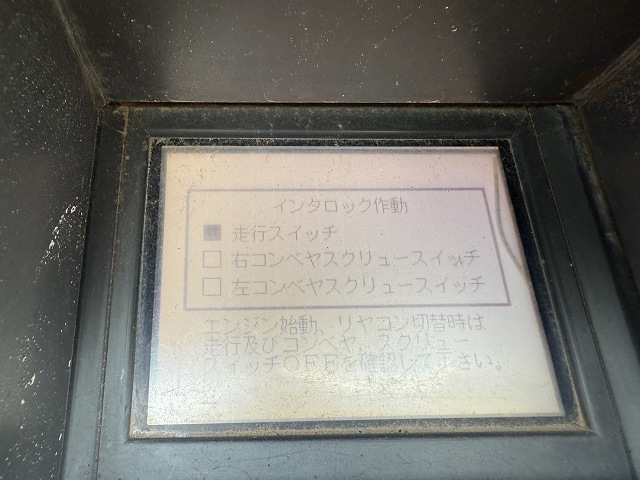 インタロック作動
■ 走行スイッチ
□ 右コンベヤスクリュースイッチ
□ 左コンベヤスクリュースイッチ
エンジン始動、リヤコン切替時は
走行及びコンベヤ、スクリュー
イッチOFFを確認して下さい。